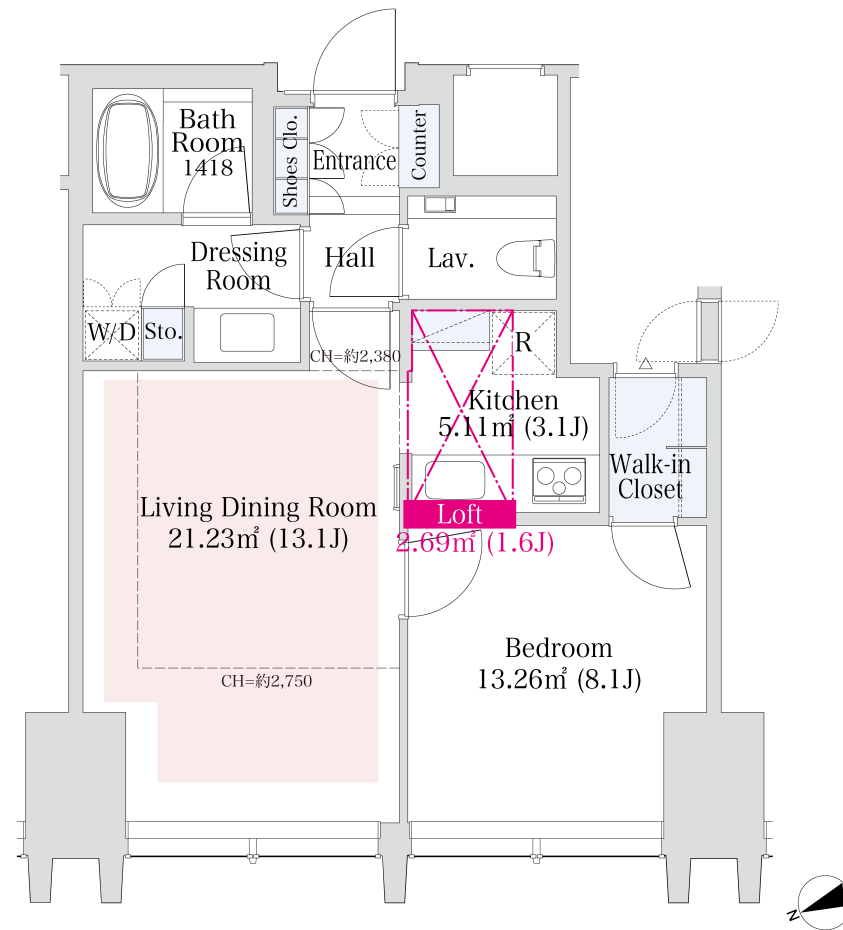 Bath
Room
1418
Shoes Clo.
Entrance
Counter
Dressing
Room
Hall
Lav.
W/D
Sto.
CH=約2,380
R
Kitchen
5.11㎡ (3.1J)
Walk-in
Closet
Living Dining Room
21.23㎡ (13.1J)
Loft
2.69㎡ (1.6J)
Bedroom
13.26㎡ (8.1J)
CH=約2,750
N